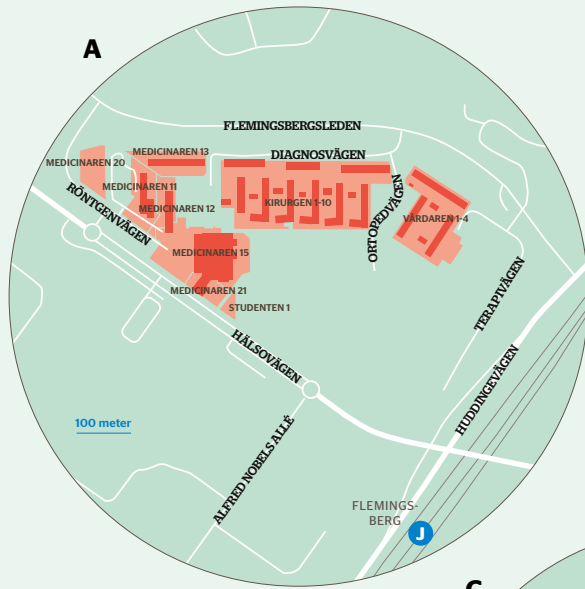 A
FLEMINGSBERGSLEDEN
MEDICINAREN 13
DIAGNOSVÄGEN
MEDICINAREN 20
MEDICINAREN 11
RÖNTGENVÄGEN
MEDICINAREN 12
KIRURGEN 1-10
ORTOPEDVÄGEN
VÅRDAREN 1-4
MEDICINAREN 15
MEDICINAREN 21
STUDENTEN 1
TERAPIVÄGEN
HÄLSOVÄGEN
HUDDINGEVÄGEN
100 meter
ALFRED NOBELS ALLÉ
FLEMINGS-
BERG
J